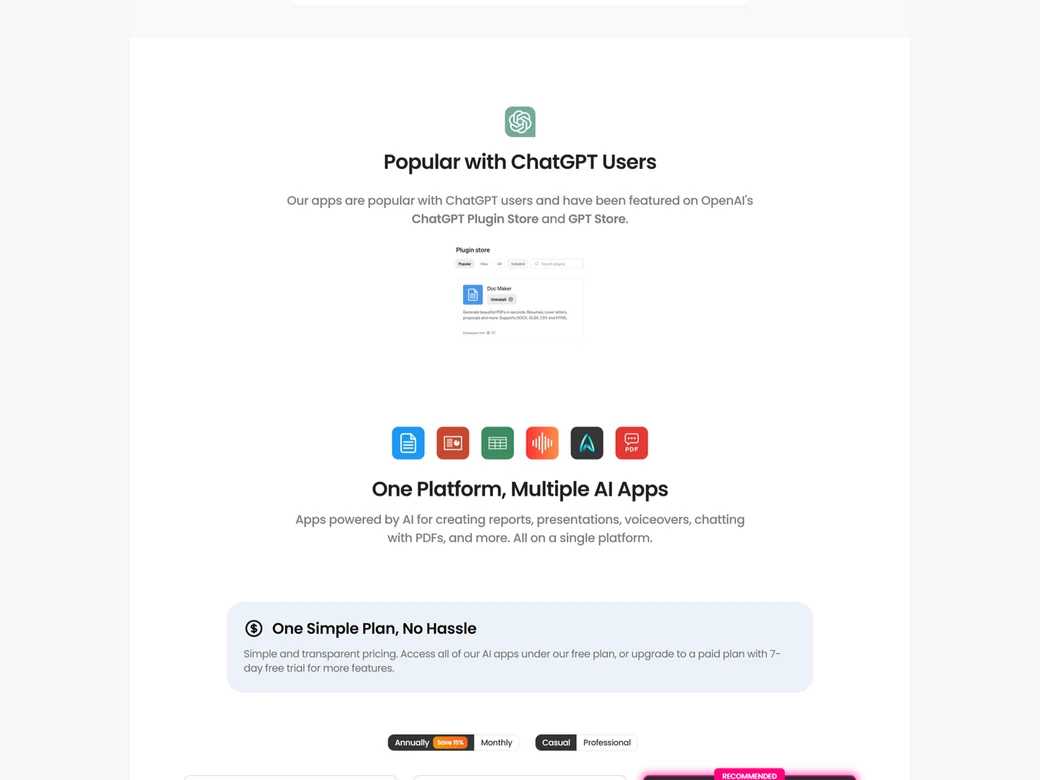 Popular with ChatGPT Users
Our apps are popular with ChatGPT users and have been featured on OpenAI's
ChatGPT Plugin Store and GPT Store.
Plugin store
Popular New All Installed Search plugins
Doc Maker
Uninstall
Generate beautiful PDFs in seconds. Resumes, cover letters,
proposals and more. Supports DOCX, XLSX, CSV and HTML.
Developer info
PDF
One Platform, Multiple AI Apps
Apps powered by AI for creating reports, presentations, voiceovers, chatting
with PDFs, and more. All on a single platform.
One Simple Plan, No Hassle
Simple and transparent pricing. Access all of our AI apps under our free plan, or upgrade to a paid plan with 7-
day free trial for more features.
Annually Save 15% Monthly Casual Professional
RECOMMENDED